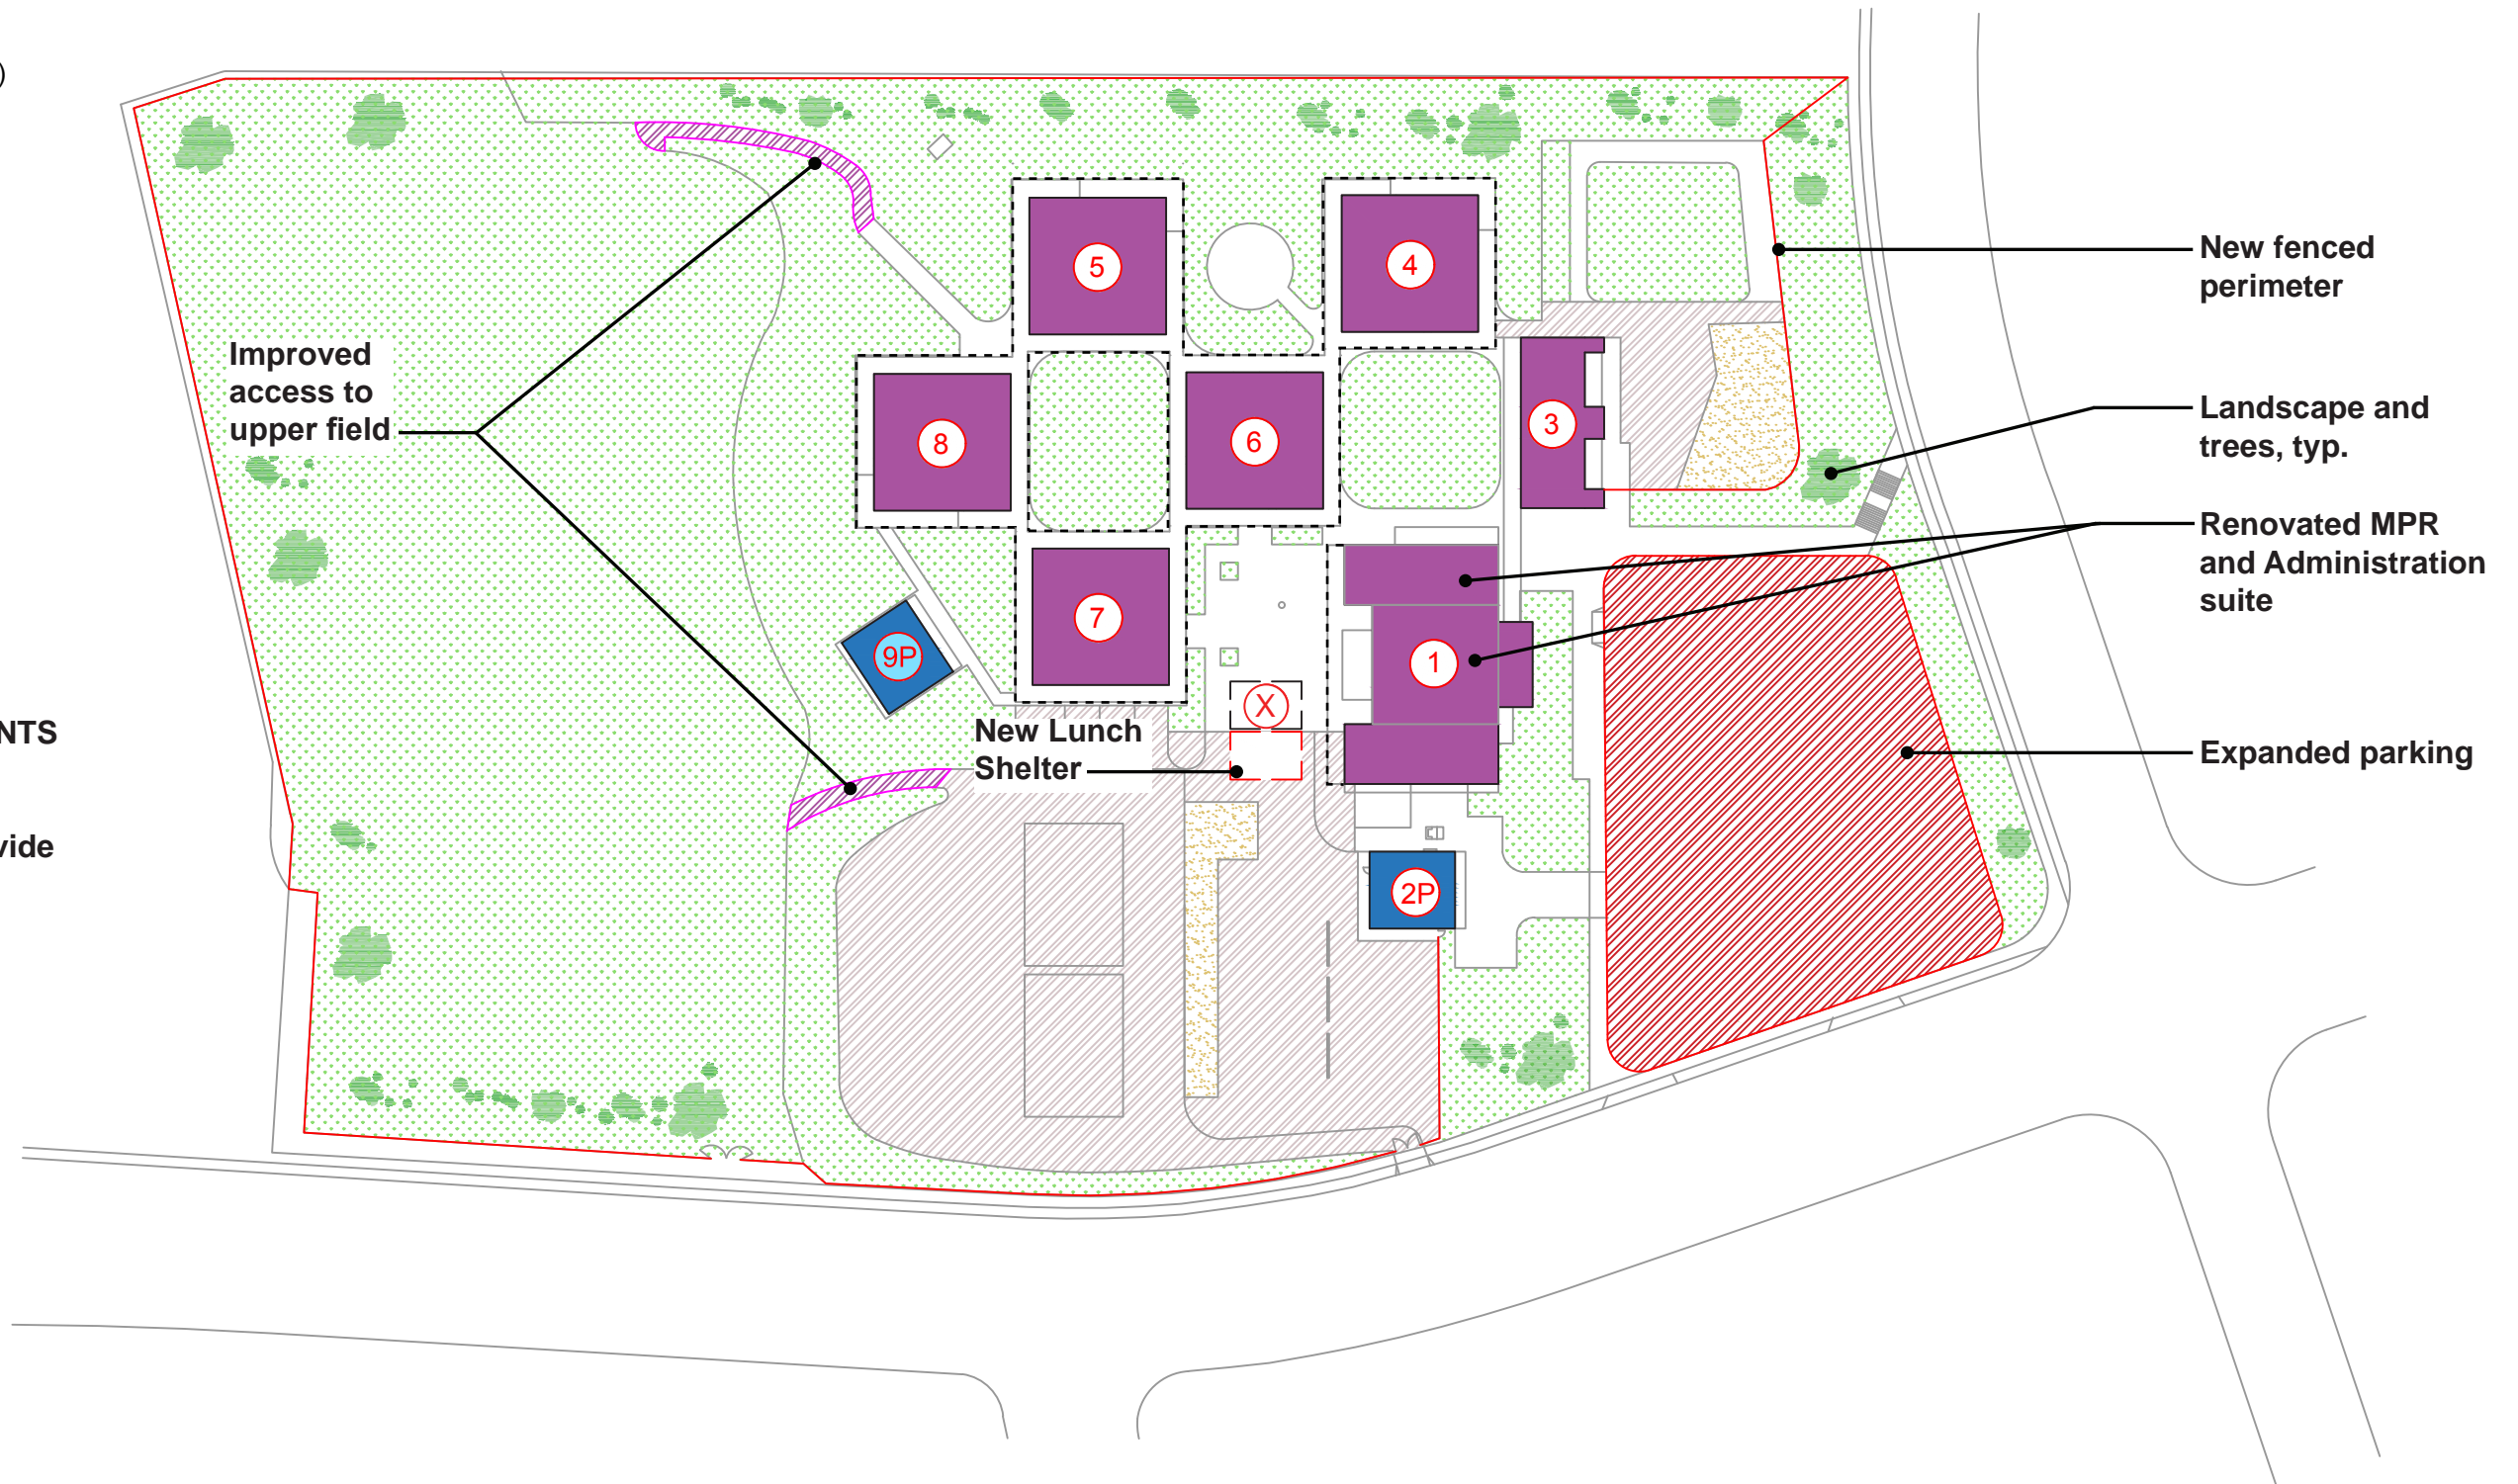 )
5
4
New fenced
perimeter
Improved
access to
upper field
8
6
3
Landscape and
trees, typ.
Renovated MPR
and Administration
suite
7
9P
1
X
NTS
New Lunch
Shelter
Expanded parking
vide
2P